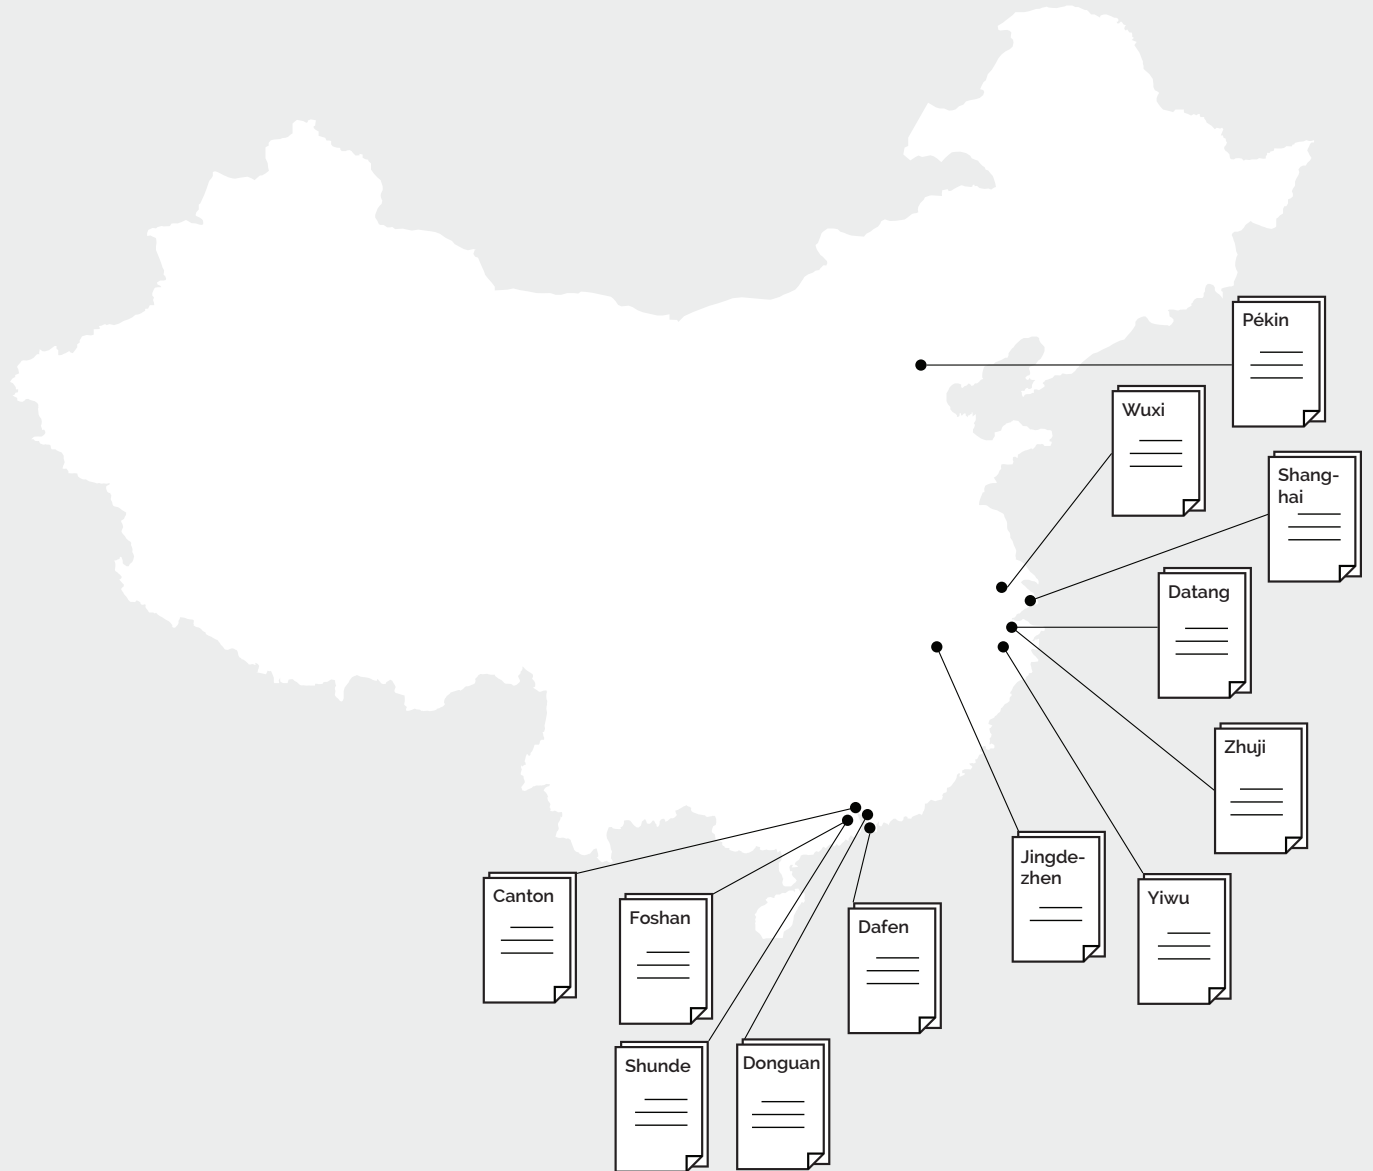 Pékin
Wuxi
Shang-
hai
Datang
Zhuji
Jingde-
zhen
Yiwu
Canton
Foshan
Dafen
Shunde
Donguan